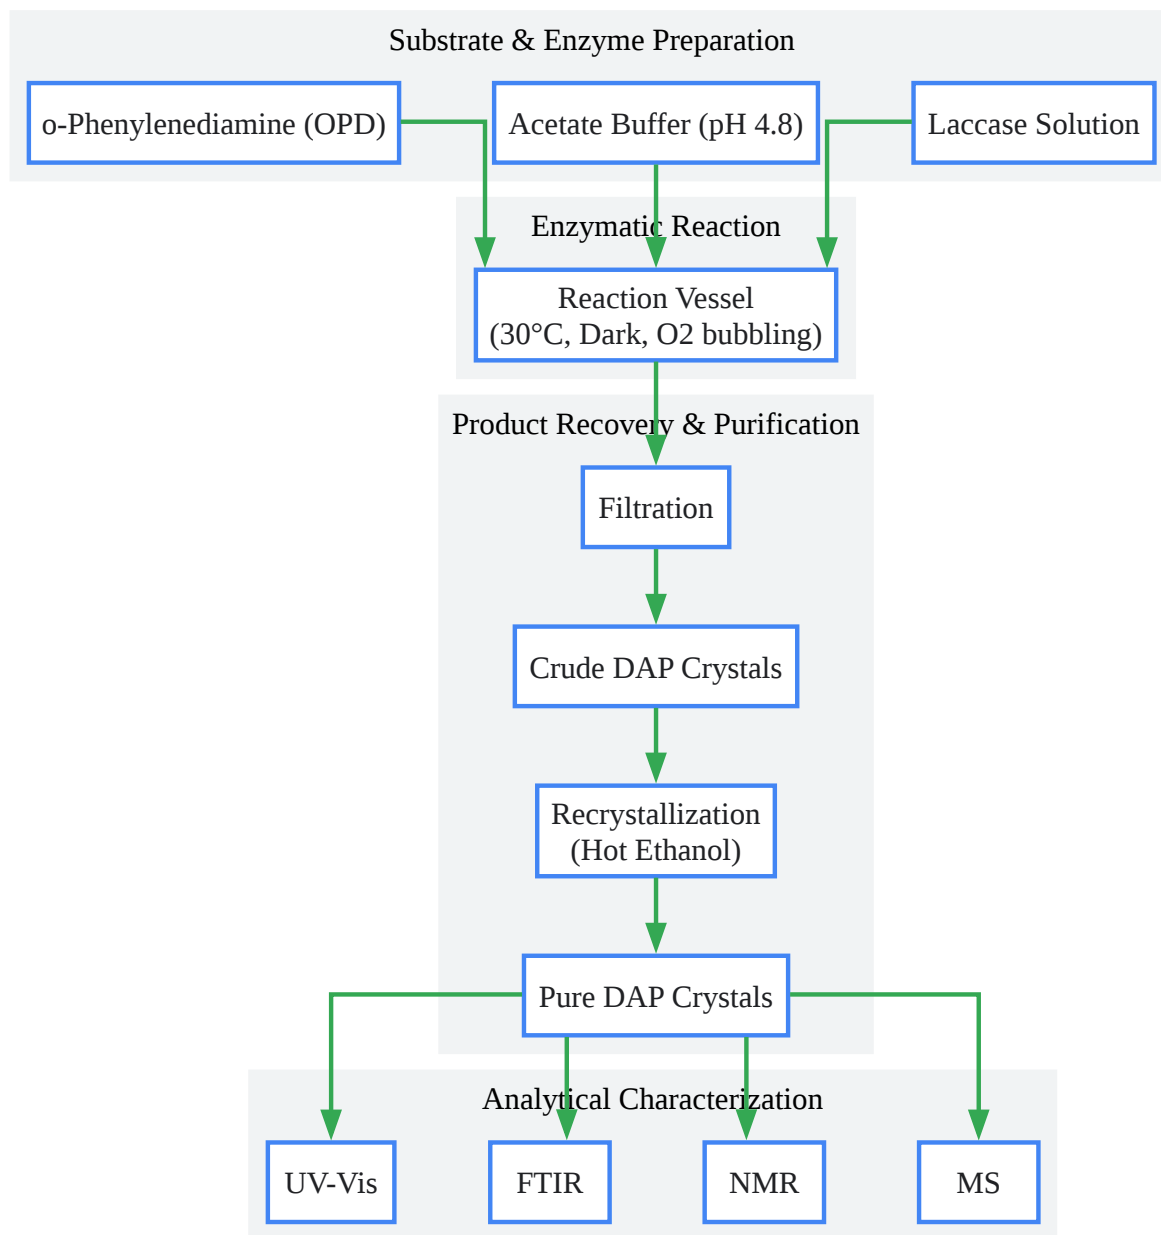 Substrate & Enzyme Preparation
o-Phenylenediamine (OPD)
Acetate Buffer (pH 4.8)
Laccase Solution
Enzymatic Reaction
Reaction Vessel
(30°C, Dark, O2 bubbling)
Product Recovery & Purification
Filtration
Crude DAP Crystals
Recrystallization
(Hot Ethanol)
Pure DAP Crystals
Analytical Characterization
UV-Vis
FTIR
NMR
MS